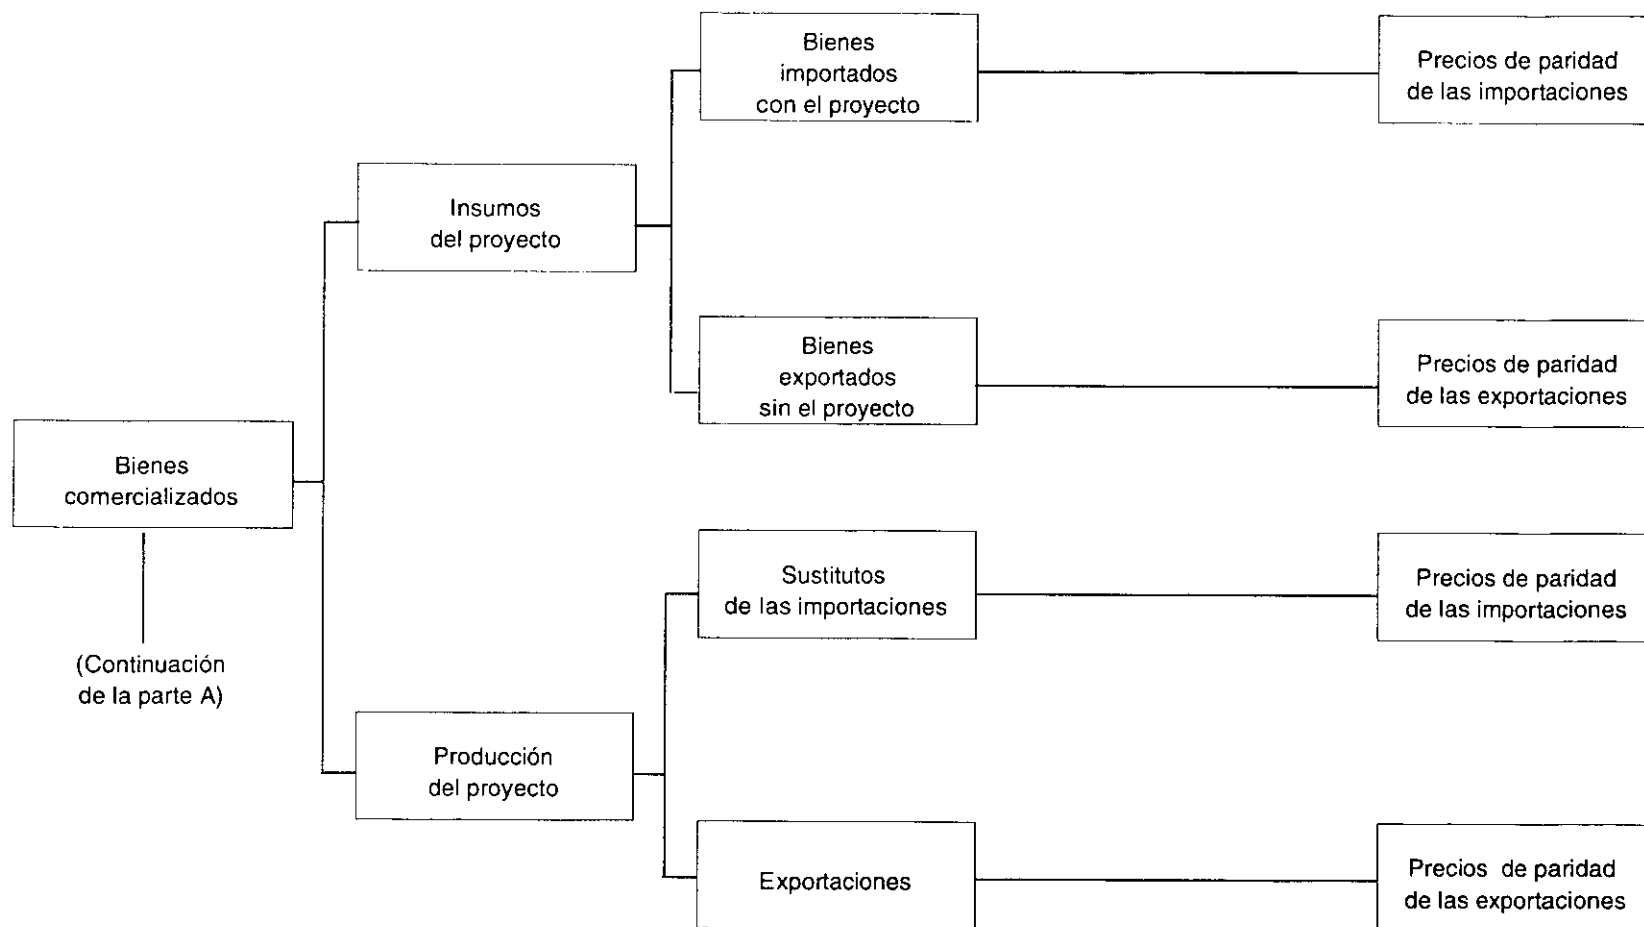 Bienes
importados
con el proyecto
Precios de paridad
de las importaciones
Insumos
del proyecto
Bienes
exportados
sin el proyecto
Precios de paridad
de las exportaciones
Bienes
comercializados
(Continuación
de la parte A)
Sustitutos
de las importaciones
Precios de paridad
de las importaciones
Producción
del proyecto
Exportaciones
Precios de paridad
de las exportaciones